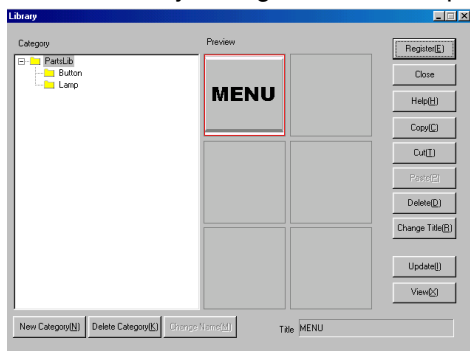 Library
Category
Preview
PartsLib
Button
Lamp
MENU
Register(E)
Close
Help(H)
Copy(C)
Cut(T)
Paste(P)
Delete(D)
Change Title(R)
Update(I)
View(X)
New Category(N)
Delete Category(K)
Change Name(M)
Title MENU